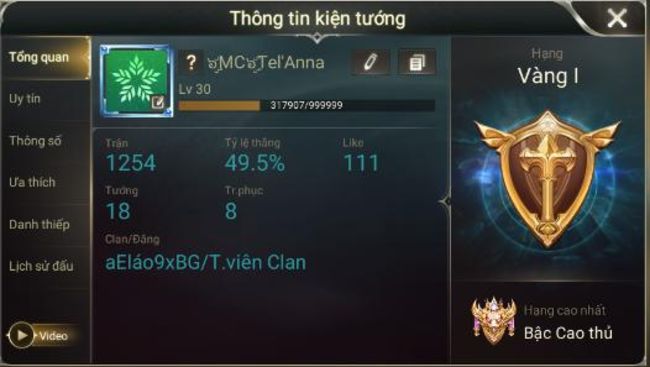 Thông tin kiện tướng
Tổng quan
Uy tín
Thông số
Ưa thích
Danh thiếp
Lịch sử đấu
Video
?
MC Tel'Anna
Lv 30
317907/999999
Trận
Tỷ lệ thắng
Like
1254
49.5%
111
Tướng
Tr.phục
18
8
Clan/Đẳng
aEláo9xBG/T.viên Clan
Hạng
Vàng I
Hạng cao nhất
Bậc Cao thủ